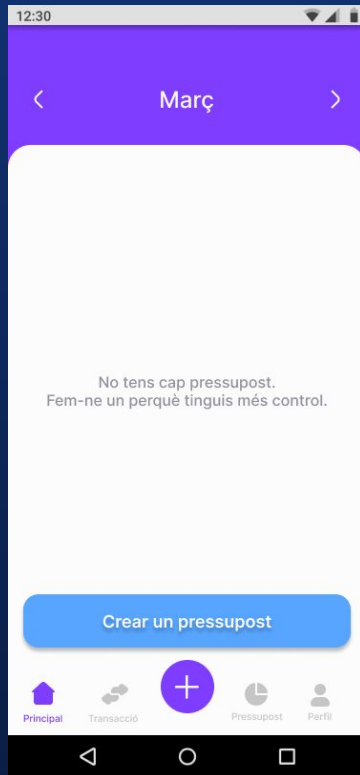 12:30
Març
No tens cap pressupost.
Fem-ne un perquè tinguis més control.
Crear un pressupost
Principal
Transacció
Pressupost
Perfil